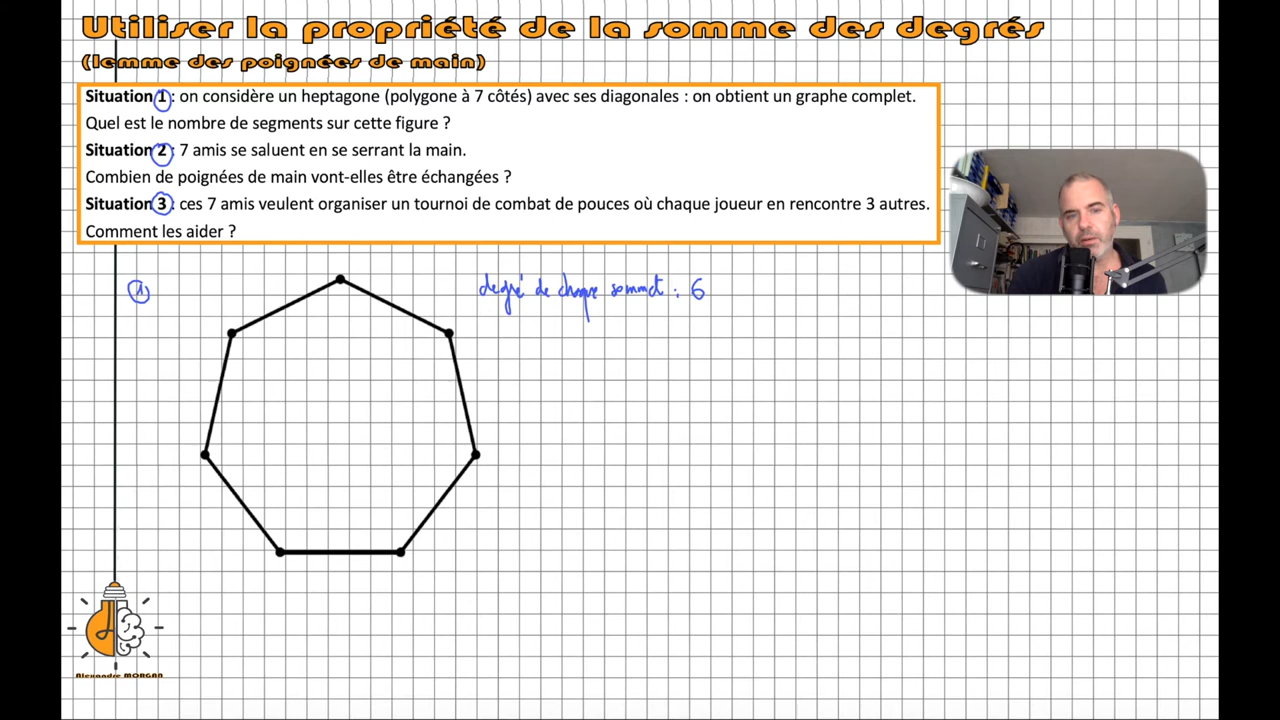 Utiliser la propriété de la somme des degrés
(lemme des poignées de main)
Situation 1 : on considère un heptagone (polygone à 7 côtés) avec ses diagonales : on obtient un graphe complet.
Quel est le nombre de segments sur cette figure ?
Situation 2 : 7 amis se saluent en se serrant la main.
Combien de poignées de main vont-elles être échangées ?
Situation 3 : ces 7 amis veulent organiser un tournoi de combat de pouces où chaque joueur en rencontre 3 autres.
Comment les aider ?
1 degré de chaque sommet : 6
Alexandre MORGAN